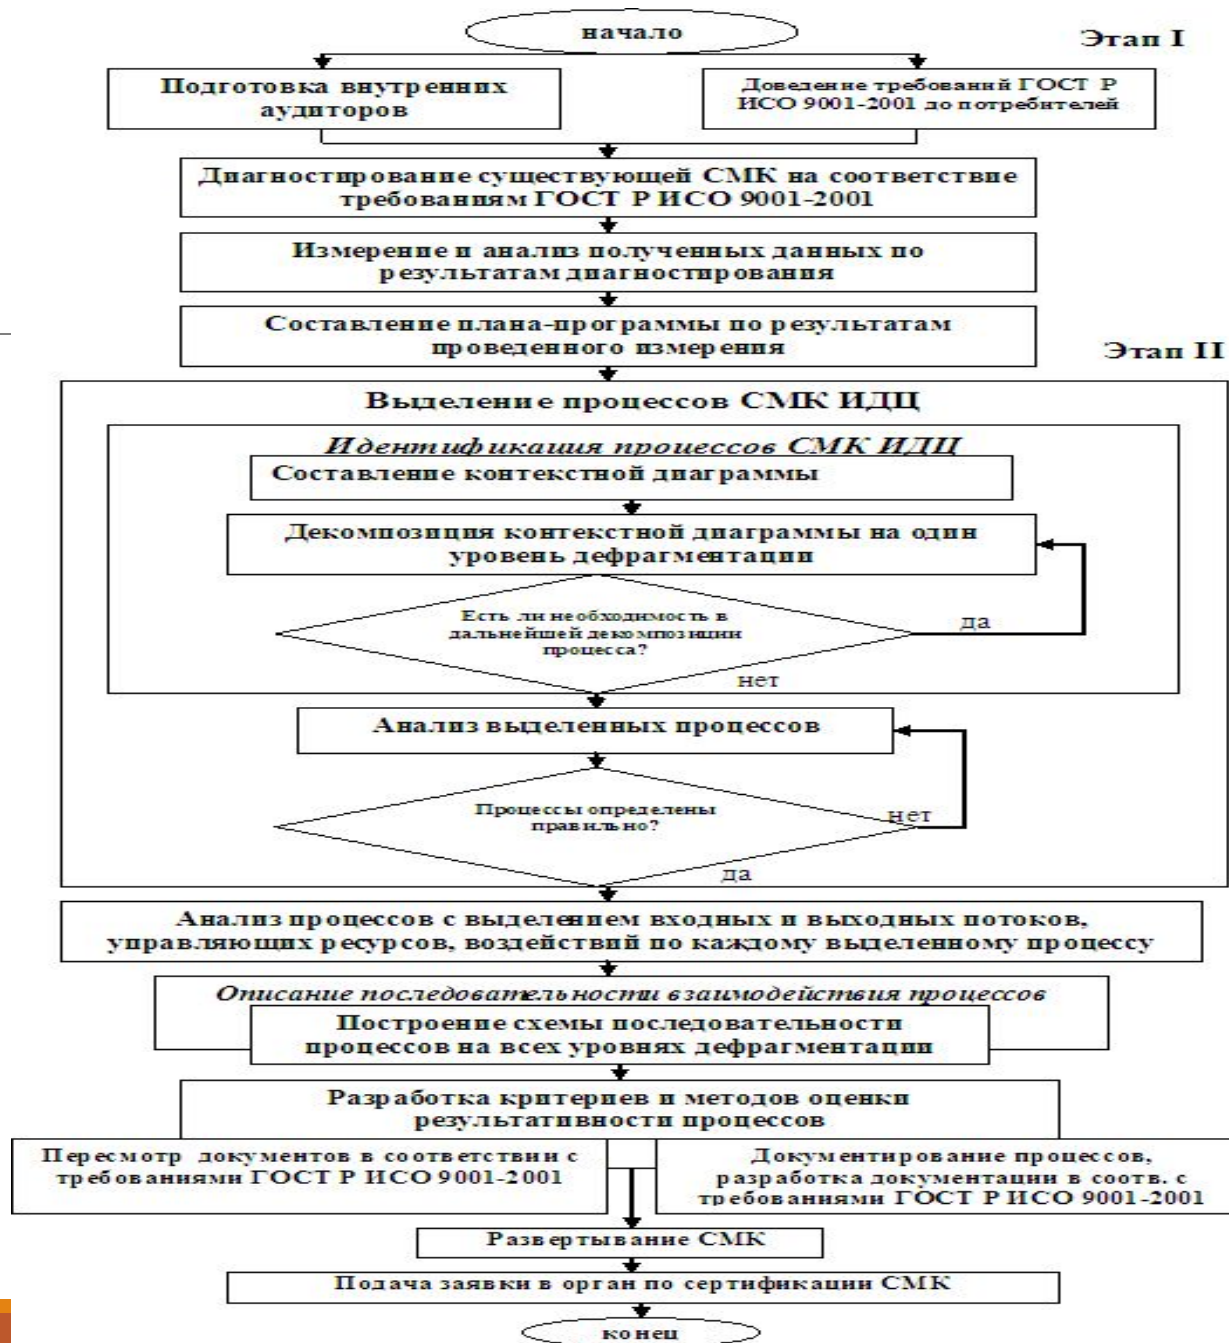 начало
Этап I
Подготовка внутренних
аудиторов
Доведение требований ГОСТ Р
ИСО 9001-2001 до потребителей
Диагностирование существующей СМК на соответствие
требованиям ГОСТ Р ИСО 9001-2001
Измерение и анализ полученных данных по
результатам диагностирования
Составление плана-программы по результатам
проведенного измерения
Этап II
Выделение процессов СМК ИДЦ
Идентификация процессов СМК ИДЦ
Составление контекстной диаграммы
Декомпозиция контекстной диаграммы на один
уровень дефрагментации
Есть ли необходимость в
дальнейшей декомпозиции
процесса?
да
нет
Анализ выделенных процессов
Процессы определены
правильно?
нет
да
Анализ процессов с выделением входных и выходных потоков,
управляющих ресурсов, воздействий по каждому выделенному процессу
Описание последовательности взаимодействия процессов
Построение схемы последовательности
процессов на всех уровнях дефрагментации
Разработка критериев и методов оценки
результативности процессов
Пересмотр документов в соответствии с
требованиями ГОСТ Р ИСО 9001-2001
Документирование процессов,
разработка документации в соотв. с
требованиями ГОСТ Р ИСО 9001-2001
Развертывание СМК
Подача заявки в орган по сертификации СМК
конец